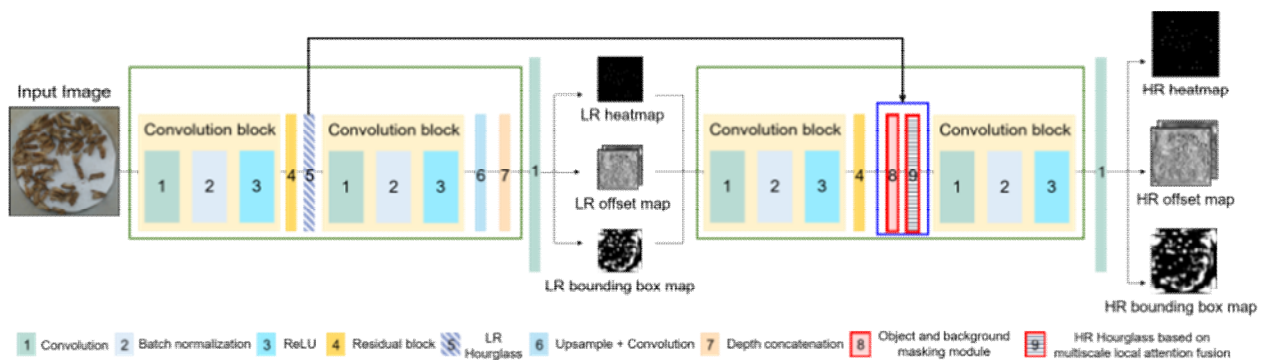 Input Image
Convolution block
1 2 3
4
5
Convolution block
1 2 3
6
7
1
LR heatmap
LR offset map
LR bounding box map
Convolution block
1 2 3
4
8
9
Convolution block
1 2 3
1
HR heatmap
HR offset map
HR bounding box map
1 Convolution
2 Batch normalization
3 ReLU
4 Residual block
5 LR
Hourglass
6 Upsample + Convolution
7 Depth concatenation
8 Object and background
masking module
9 HR Hourglass based on
multiscale local attention fusion